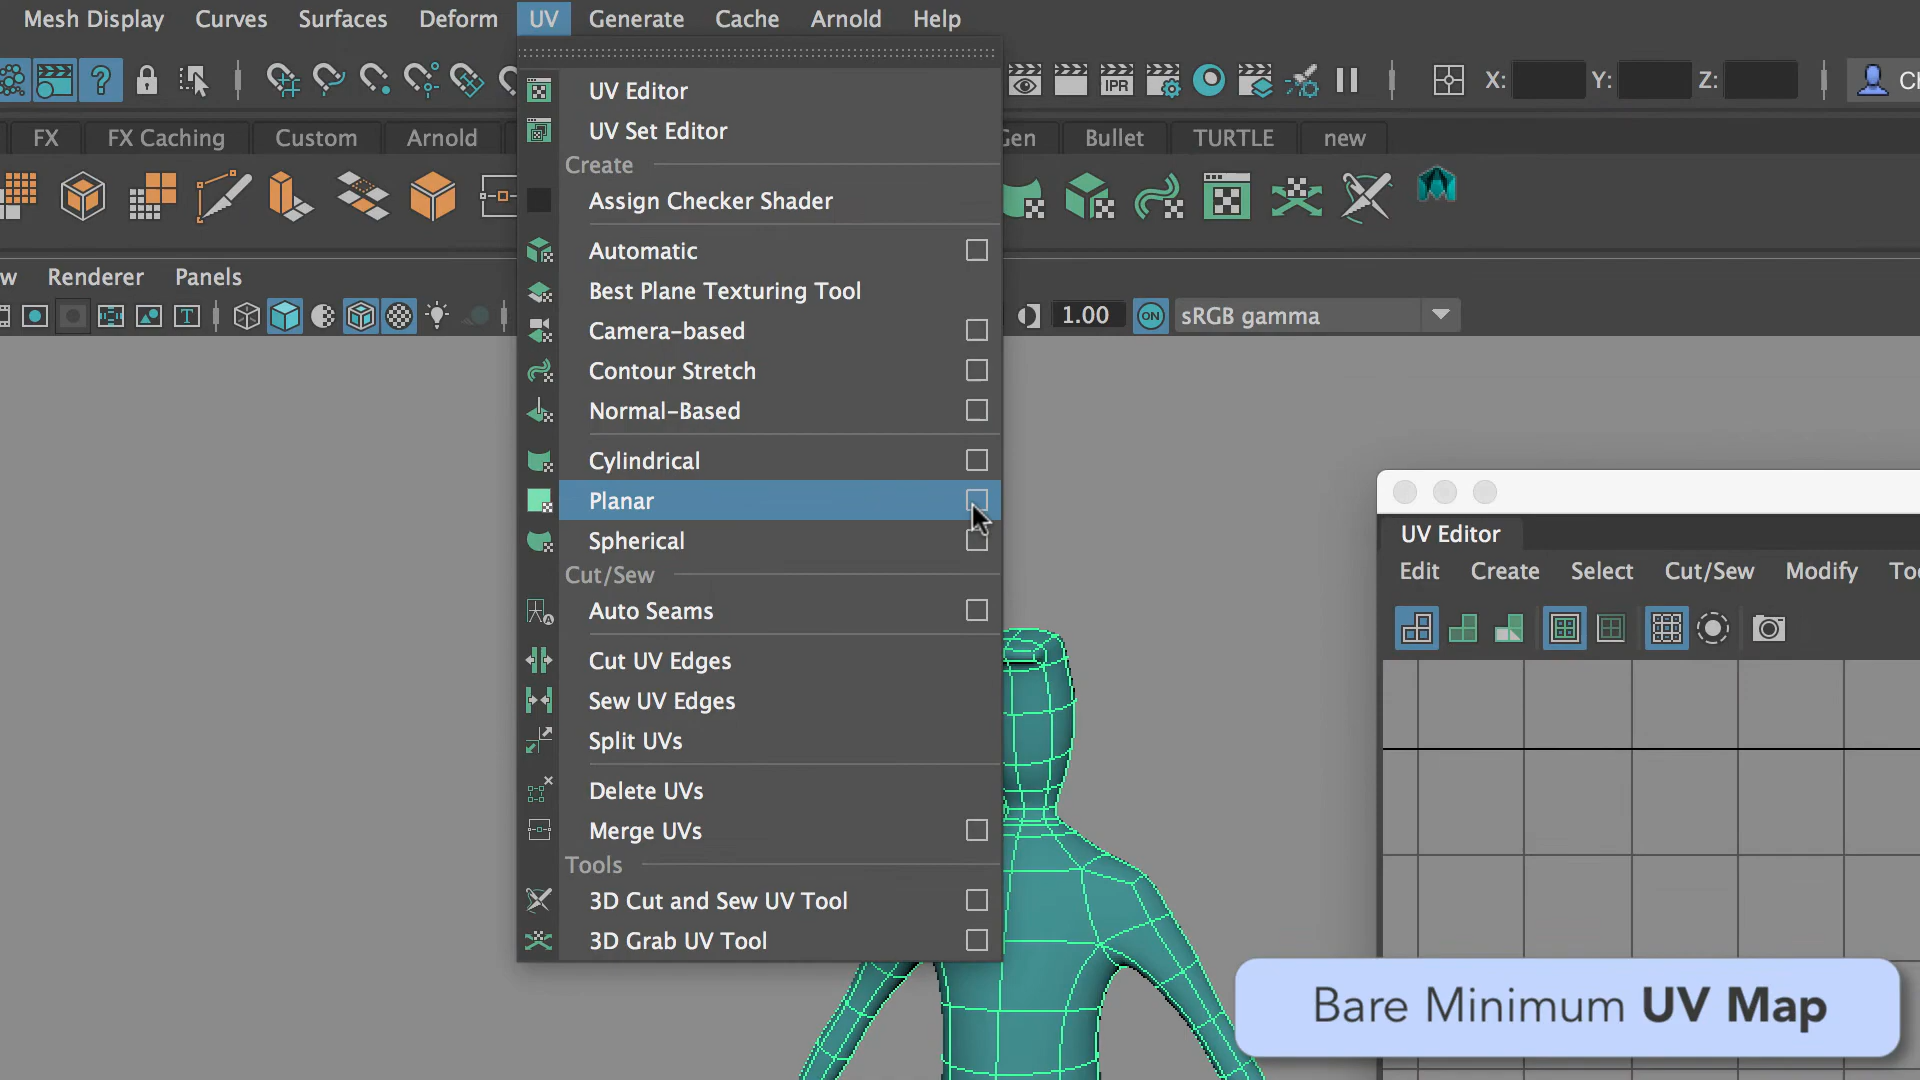 Mesh Display Curves Surfaces Deform UV Generate Cache Arnold Help
IPR X: Y: Z:
FX FX Caching Custom Arnold Bullet TURTLE new
Renderer Panels
T 1.00 ON sRGB gamma
UV Editor
UV Set Editor
Create
Assign Checker Shader
Automatic
Best Plane Texturing Tool
Camera-based
Contour Stretch
Normal-Based
Cylindrical
Planar
Spherical
Cut/Sew
Auto Seams
Cut UV Edges
Sew UV Edges
Split UVs
Delete UVs
Merge UVs
Tools
3D Cut and Sew UV Tool
3D Grab UV Tool
UV Editor
Edit Create Select Cut/Sew Modify
Bare Minimum UV Map